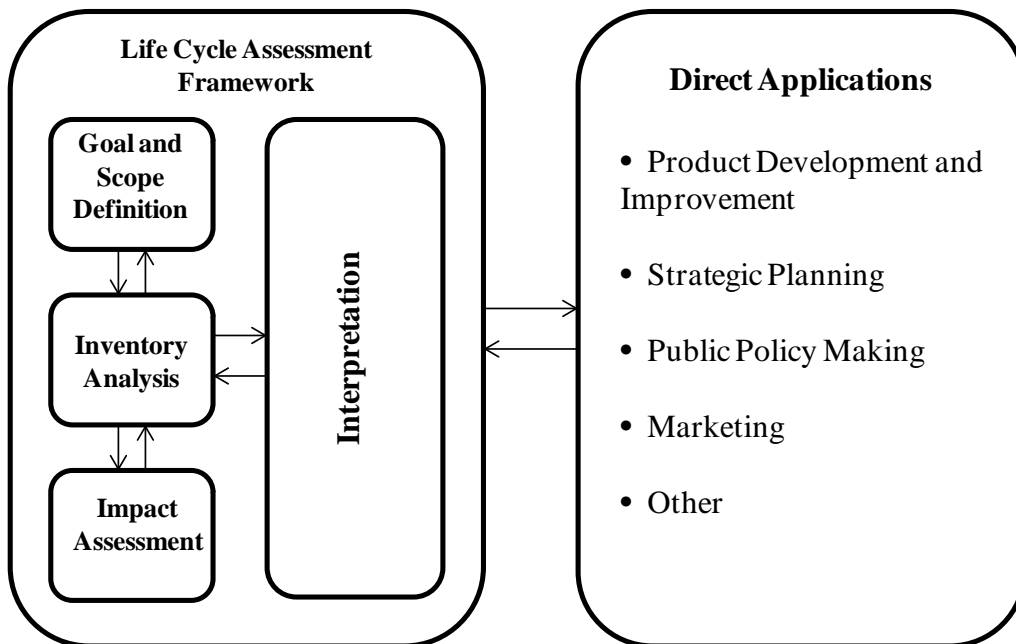 Life Cycle Assessment
Framework
Goal and
Scope
Definition
Inventory
Analysis
Impact
Assessment
Interpretation
Direct Applications
• Product Development and
Improvement
• Strategic Planning
• Public Policy Making
• Marketing
• Other